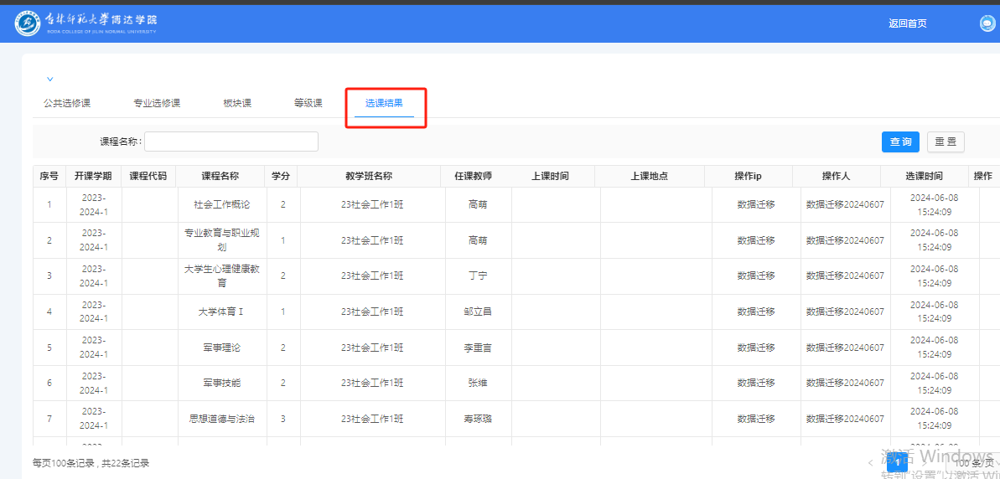 吉林师范大学博达学院
BODA COLLEGE OF JILIN NORMAL UNIVERSITY
返回首页
公共选修课 专业选修课 板块课 等级课 选课结果
课程名称: 查 询 重 置
序号 开课学期 课程代码 课程名称 学分 教学班名称 任课教师 上课时间 上课地点 操作ip 操作人 选课时间 操作
1 2023-2024-1 社会工作概论 2 23社会工作1班 高萌 数据迁移 数据迁移20240607 2024-06-08 15:24:09
2 2023-2024-1 专业教育与职业规划 1 23社会工作1班 高萌 数据迁移 数据迁移20240607 2024-06-08 15:24:09
3 2023-2024-1 大学生心理健康教育 2 23社会工作1班 丁宁 数据迁移 数据迁移20240607 2024-06-08 15:24:09
4 2023-2024-1 大学体育Ⅰ 1 23社会工作1班 邹立昌 数据迁移 数据迁移20240607 2024-06-08 15:24:09
5 2023-2024-1 军事理论 2 23社会工作1班 李重言 数据迁移 数据迁移20240607 2024-06-08 15:24:09
6 2023-2024-1 军事技能 2 23社会工作1班 张维 数据迁移 数据迁移20240607 2024-06-08 15:24:09
7 2023-2024-1 思想道德与法治 3 23社会工作1班 寿琢璐 数据迁移 数据迁移20240607 2024-06-08 15:24:09
每页100条记录 , 共22条记录 1 100 条/页
激活 Windows
转到"设置"以激活 Win